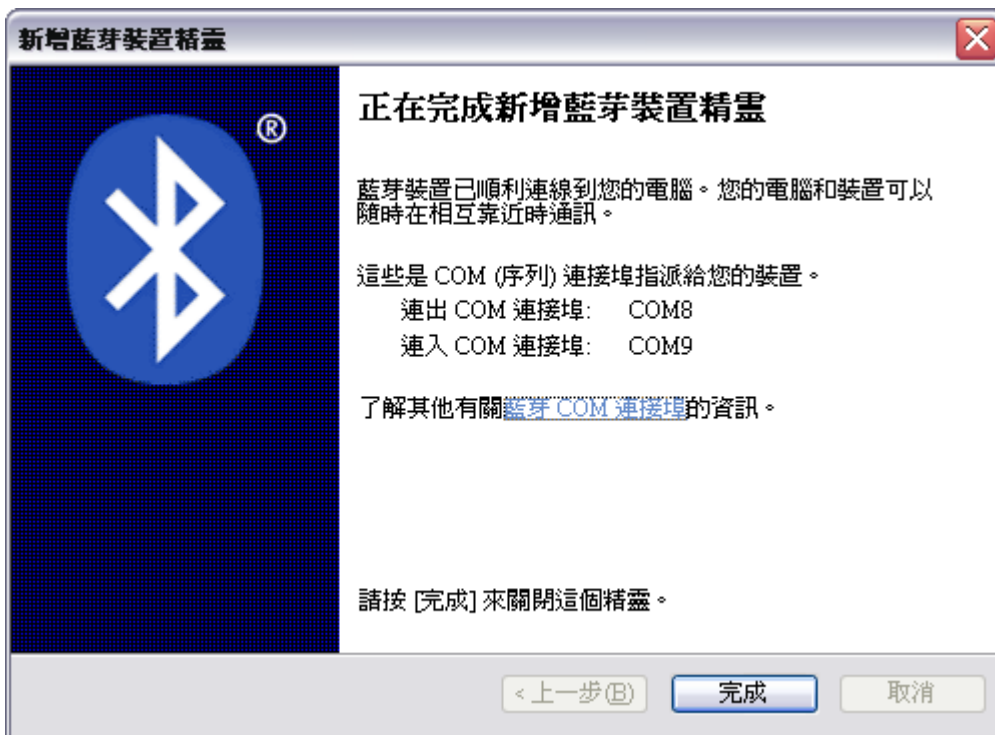 新增藍芽裝置精靈
®
正在完成新增藍芽裝置精靈
藍芽裝置已順利連線到您的電腦。您的電腦和裝置可以
隨時在相互靠近時通訊。
這些是 COM (序列) 連接埠指派給您的裝置。
連出 COM 連接埠: COM8
連入 COM 連接埠: COM9
了解其他有關藍芽 COM 連接埠的資訊。
請按 [完成] 來關閉這個精靈。
< 上一步(B) 完成 取消